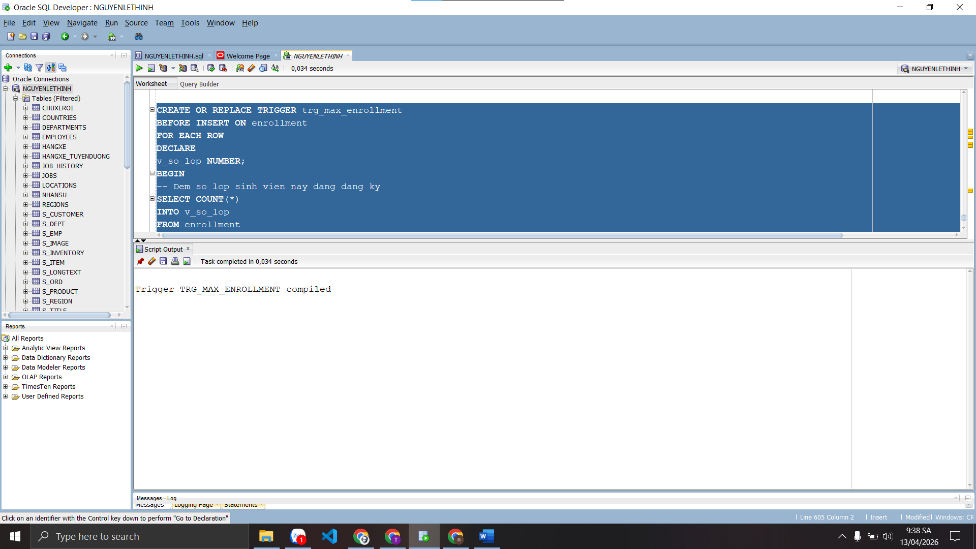 Oracle SQL Developer : NGUYENLETHINH
File Edit View Navigate Run Source Team Tools Window Help
Connections
NGUYENLETHINH.sql Welcome Page NGUYENLETHINH
0,034 seconds
NGUYENLETHINH
Worksheet Query Builder
Oracle Connections
NGUYENLETHINH
Tables (Filtered)
CHUXEROI
COUNTRIES
DEPARTMENTS
EMPLOYEES
HANGXE
HANGXE_TUYENDUONG
JOB_HISTORY
JOBS
LOCATIONS
NHANSU
REGIONS
S_CUSTOMER
S_DEPT
S_EMP
S_IMAGE
S_INVENTORY
S_ITEM
S_LONGTEXT
S_ORD
S_PRODUCT
S_REGION
S_TITLE
CREATE OR REPLACE TRIGGER trg_max_enrollment
BEFORE INSERT ON enrollment
FOR EACH ROW
DECLARE
v_so_lop NUMBER;
BEGIN
-- Dem so lop sinh vien nay dang dang ky
SELECT COUNT(*)
INTO v_so_lop
FROM enrollment
Script Output
Task completed in 0,034 seconds
Trigger TRG_MAX_ENROLLMENT compiled
Reports
All Reports
Analytic View Reports
Data Dictionary Reports
Data Modeler Reports
OLAP Reports
TimesTen Reports
User Defined Reports
Messages - Log
Messages Logging Page Statements
Click on an identifier with the Control key down to perform "Go to Declaration"
Line 605 Column 2 Insert Modified Windows: CF
Type here to search
9:38 SA
13/04/2026